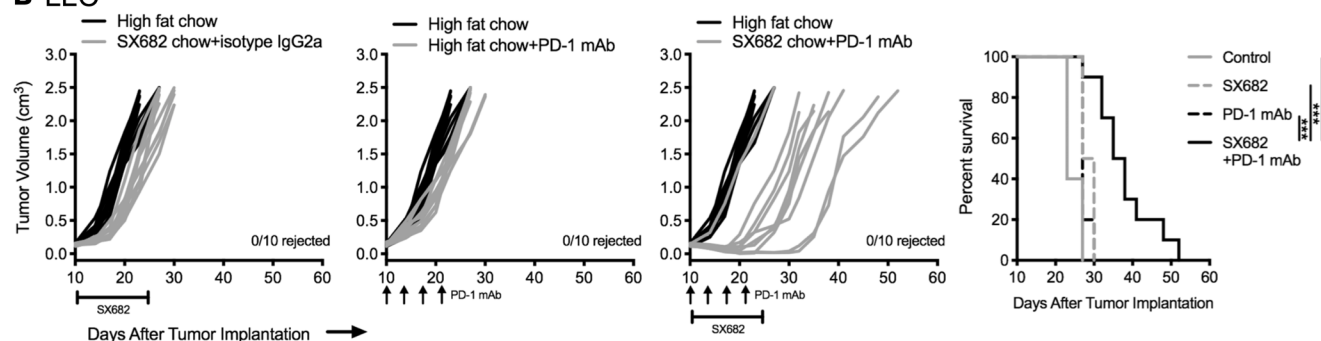 High fat chow
SX682 chow+isotype IgG2a
High fat chow
High fat chow+PD-1 mAb
High fat chow
SX682 chow+PD-1 mAb
Tumor Volume (cm³)
3.0
2.5
2.0
1.5
1.0
0.5
0.0
0/10 rejected
10 20 30 40 50 60
SX682
3.0
2.5
2.0
1.5
1.0
0.5
0.0
0/10 rejected
10 20 30 40 50 60
PD-1 mAb
3.0
2.5
2.0
1.5
1.0
0.5
0.0
0/10 rejected
10 20 30 40 50 60
PD-1 mAb
SX682
Days After Tumor Implantation
Percent survival
100
80
60
40
20
0
10 20 30 40 50 60
Days After Tumor Implantation
Control
SX682
PD-1 mAb
SX682
+PD-1 mAb
***
***